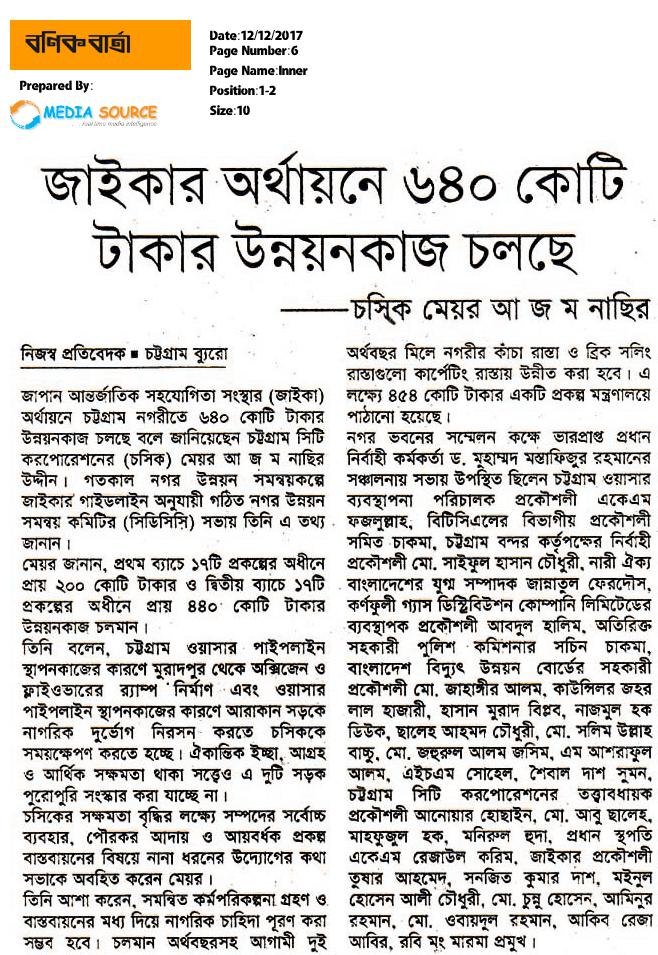 বণিক বার্তা
Prepared By:
MEDIA SOURCE
real time media intelligence
Date:12/12/2017
Page Number:6
Page Name:Inner
Position:1-2
Size:10
জাইকার অর্থায়নে ৬৪০ কোটি
টাকার উন্নয়নকাজ চলছে
——চসিক মেয়র আ জ ম নাছির
নিজস্ব প্রতিবেদক ■ চট্টগ্রাম ব্যুরো
জাপান আন্তর্জাতিক সহযোগিতা সংস্থার (জাইকা)
অর্থায়নে চট্টগ্রাম নগরীতে ৬৪০ কোটি টাকার
উন্নয়নকাজ চলছে বলে জানিয়েছেন চট্টগ্রাম সিটি
করপোরেশনের (চসিক) মেয়র আ জ ম নাছির
উদ্দীন। গতকাল নগর উন্নয়ন সমন্বয়কল্পে
জাইকার গাইডলাইন অনুযায়ী গঠিত নগর উন্নয়ন
সমন্বয় কমিটির (সিডিসিসি) সভায় তিনি এ তথ্য
জানান।
মেয়র জানান, প্রথম ব্যাচে ১৭টি প্রকল্পের অধীনে
প্রায় ২০০ কোটি টাকার ও দ্বিতীয় ব্যাচে ১৭টি
প্রকল্পের অধীনে প্রায় ৪৪০ কোটি টাকার
উন্নয়নকাজ চলমান।
তিনি বলেন, চট্টগ্রাম ওয়াসার পাইপলাইন
স্থাপনকাজের কারণে মুরাদপুর থেকে অক্সিজেন ও
ফ্লাইওভারের র‍্যাম্প নির্মাণ এবং ওয়াসার
পাইপলাইন স্থাপনকাজের কারণে আরাকান সড়কে
নাগরিক দুর্ভোগ নিরসন করতে চসিককে
সময়ক্ষেপণ করতে হচ্ছে। ঐকান্তিক ইচ্ছা, আগ্রহ
ও আর্থিক সক্ষমতা থাকা সত্ত্বেও এ দুটি সড়ক
পুরোপুরি সংস্কার করা যাচ্ছে না।
চসিকের সক্ষমতা বৃদ্ধির লক্ষ্যে সম্পদের সর্বোচ্চ
ব্যবহার, পৌরকর আদায় ও আয়বর্ধক প্রকল্প
বাস্তবায়নের বিষয়ে নানা ধরনের উদ্যোগের কথা
সভাকে অবহিত করেন মেয়র।
তিনি আশা করেন, সমন্বিত কর্মপরিকল্পনা গ্রহণ ও
বাস্তবায়নের মধ্য দিয়ে নাগরিক চাহিদা পূরণ করা
সম্ভব হবে। চলমান অর্থবছরসহ আগামী দুই
অর্থবছর মিলে নগরীর কাঁচা রাস্তা ও ব্রিক সলিং
রাস্তাগুলো কার্পেটিং রাস্তায় উন্নীত করা হবে। এ
লক্ষ্যে ৪৫৪ কোটি টাকার একটি প্রকল্প মন্ত্রণালয়ে
পাঠানো হয়েছে।
নগর ভবনের সম্মেলন কক্ষে ভারপ্রাপ্ত প্রধান
নির্বাহী কর্মকর্তা ড. মুহাম্মদ মস্তাফিজুর রহমানের
সঞ্চালনায় সভায় উপস্থিত ছিলেন চট্টগ্রাম ওয়াসার
ব্যবস্থাপনা পরিচালক প্রকৌশলী একেএম
ফজলুল্লাহ, বিটিসিএলের বিভাগীয় প্রকৌশলী
সমিত চাকমা, চট্টগ্রাম বন্দর কর্তৃপক্ষের নির্বাহী
প্রকৌশলী মো. সাইফুল হাসান চৌধুরী, নারী ঐক্য
বাংলাদেশের যুগ্ম সম্পাদক জান্নাতুল ফেরদৌস,
কর্ণফুলী গ্যাস ডিস্ট্রিবিউশন কোম্পানি লিমিটেডের
ব্যবস্থাপক প্রকৌশলী আবদুল হালিম, অতিরিক্ত
সহকারী পুলিশ কমিশনার সচিন চাকমা,
বাংলাদেশ বিদ্যুৎ উন্নয়ন বোর্ডের সহকারী
প্রকৌশলী মো. জাহাঙ্গীর আলম, কাউন্সিলর জহর
লাল হাজারী, হাসান মুরাদ বিপ্লব, নাজমুল হক
ডিউক, ছালেহ আহমদ চৌধুরী, মো. সলিম উল্লাহ
বাচ্চু, মো. জহুরুল আলম জসিম, এম আশরাফুল
আলম, এইচএম সোহেল, শৈবাল দাশ সুমন,
চট্টগ্রাম সিটি করপোরেশনের তত্ত্বাবধায়ক
প্রকৌশলী আনোয়ার হোছাইন, মো. আবু ছালেহ,
মাহফুজুল হক, মনিরুল হুদা, প্রধান স্থপতি
একেএম রেজাউল করিম, জাইকার প্রকৌশলী
তুষার আহমেদ, সনজিত কুমার দাশ, মইনুল
হোসেন আলী চৌধুরী, মো. চুন্নু হোসেন, আমিনুর
রহমান, মো. ওবায়দুল রহমান, আকিব রেজা
আবির, রবি মং মারমা প্রমুখ।